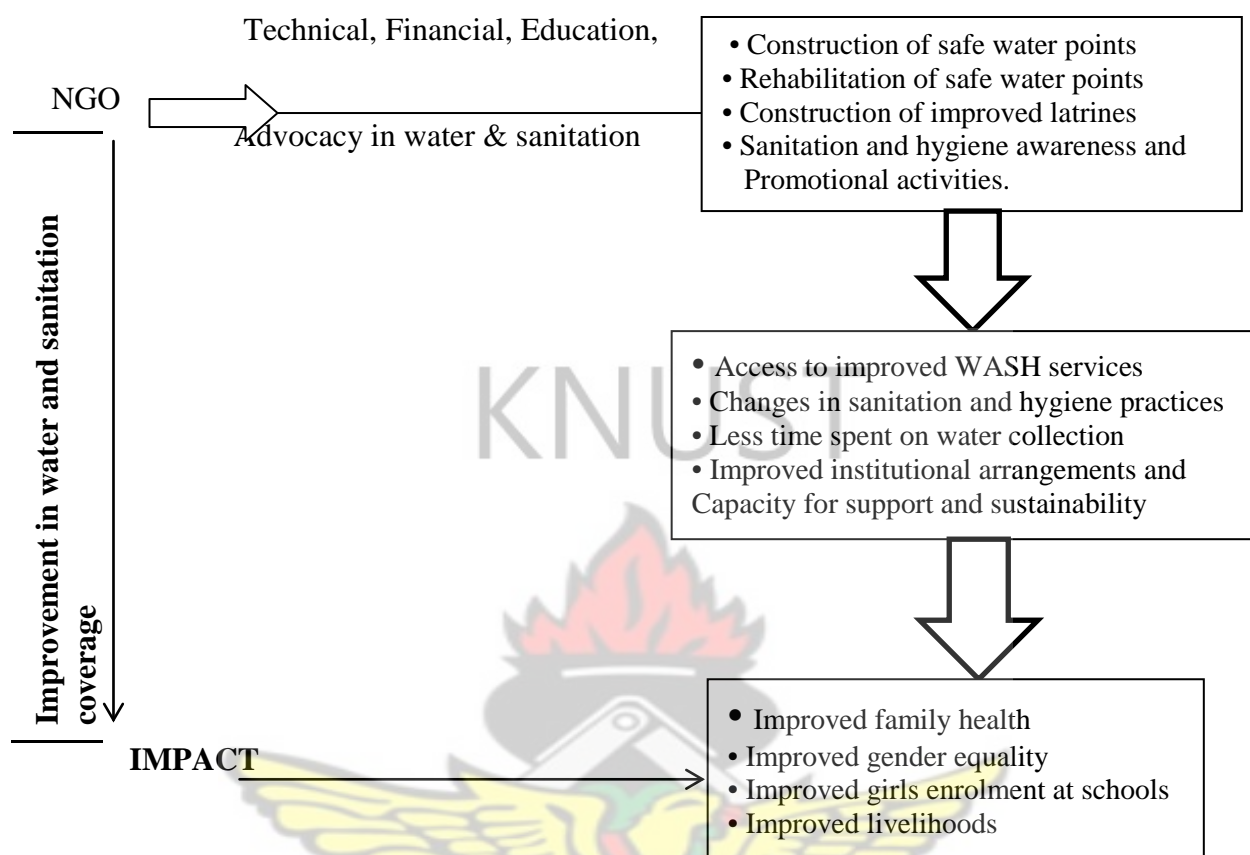 Technical, Financial, Education,
NGO
Advocacy in water & sanitation
• Construction of safe water points
• Rehabilitation of safe water points
• Construction of improved latrines
• Sanitation and hygiene awareness and
Promotional activities.
Improvement in water and sanitation
coverage
KNUST
• Access to improved WASH services
• Changes in sanitation and hygiene practices
• Less time spent on water collection
• Improved institutional arrangements and
Capacity for support and sustainability
IMPACT
• Improved family health
• Improved gender equality
• Improved girls enrolment at schools
• Improved livelihoods